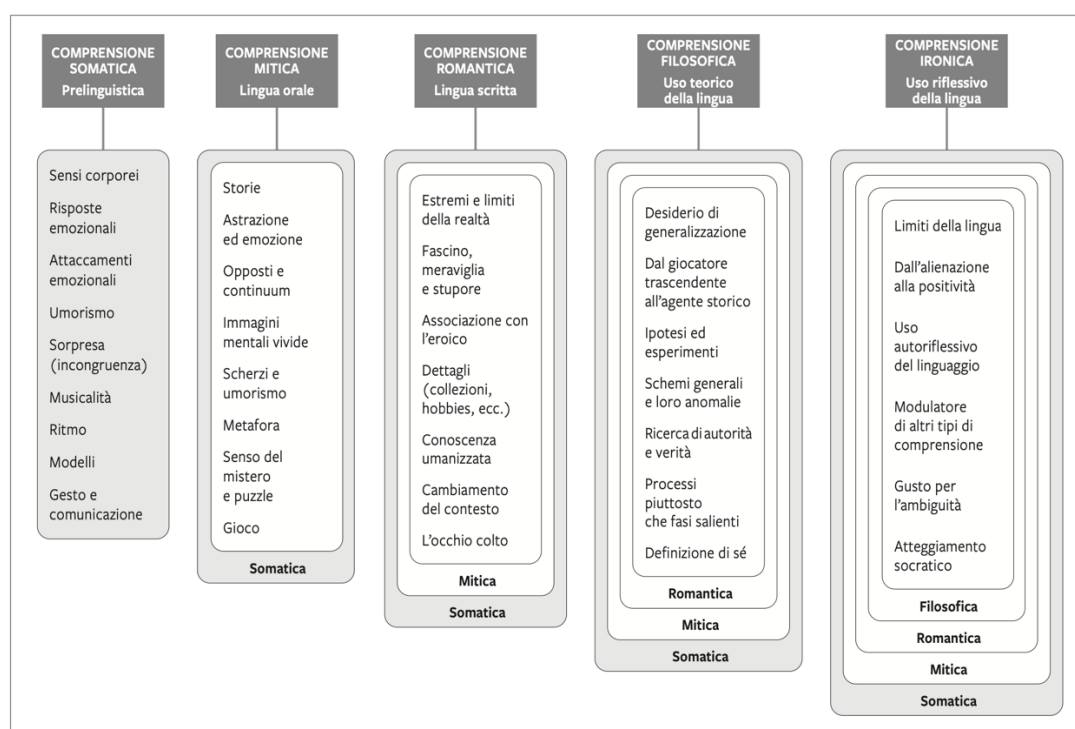 COMPRENSIONE
SOMATICA
Prelinguistica
Sensi corporei
Risposte
emozionali
Attaccamenti
emozionali
Umorismo
Sorpresa
(incongruenza)
Musicalità
Ritmo
Modelli
Gesto e
comunicazione
COMPRENSIONE
MITICA
Lingua orale
Storie
Astrazione
ed emozione
Opposti e
continuum
Immagini
mentali vivide
Scherzi e
umorismo
Metafora
Senso del
mistero
e puzzle
Gioco
Somatica
COMPRENSIONE
ROMANTICA
Lingua scritta
Estremi e limiti
della realtà
Fascino,
meraviglia
e stupore
Associazione con
l'eroico
Dettagli
(collezioni,
hobbies, ecc.)
Conoscenza
umanizzata
Cambiamento
del contesto
L'occhio colto
Mitica
Somatica
COMPRENSIONE
FILOSOFICA
Uso teorico
della lingua
Desiderio di
generalizzazione
Dal giocatore
trascendente
all'agente storico
Ipotesi ed
esperimenti
Schemi generali
e loro anomalie
Ricerca di autorità
e verità
Processi
piuttosto
che fasi salienti
Definizione di sé
Romantica
Mitica
Somatica
COMPRENSIONE
IRONICA
Uso riflessivo
della lingua
Limiti della lingua
Dall'alienazione
alla positività
Uso
autoriflessivo
del linguaggio
Modulatore
di altri tipi di
comprensione
Gusto per
l'ambiguità
Atteggiamento
socratico
Filosofica
Romantica
Mitica
Somatica